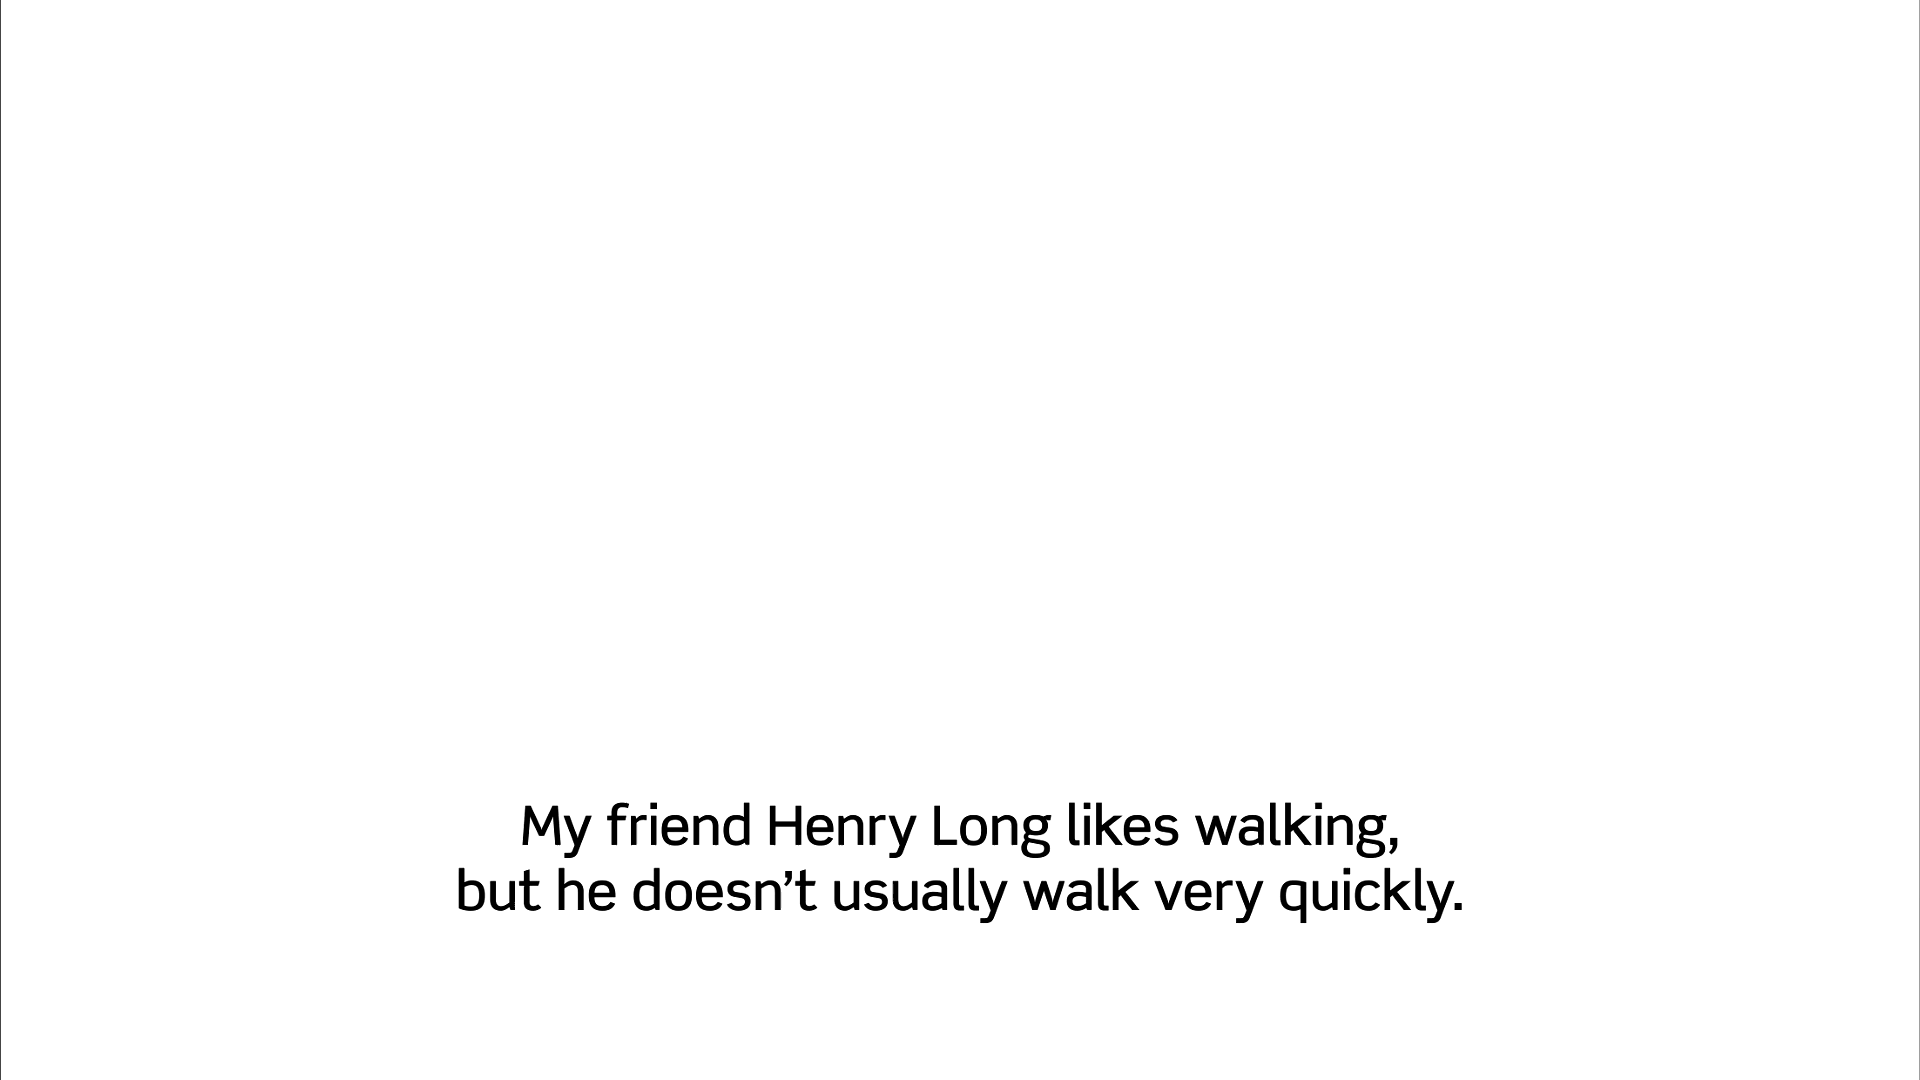 My friend Henry Long likes walking,
but he doesn’t usually walk very quickly.